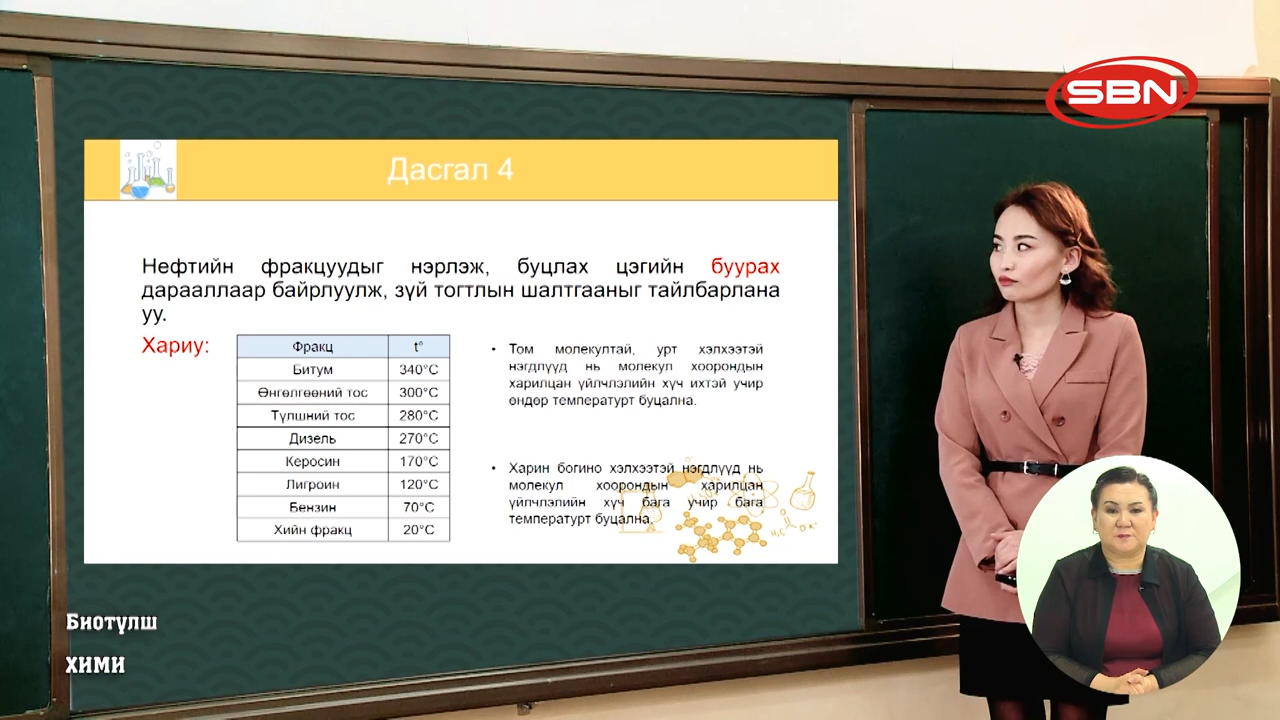 SBN
Дасгал 4
Нефтийн фракцуудыг нэрлэж, буцлах цэгийн буурах
дарааллаар байрлуулж, зүй тогтлын шалтгааныг тайлбарлана
уу.
Хариу:
Фракц t°
Битум 340°C
Өнгөлгөөний тос 300°C
Түлшний тос 280°C
Дизель 270°C
Керосин 170°C
Лигроин 120°C
Бензин 70°C
Хийн фракц 20°C
• Том молекултай, урт хэлхээтэй
нэгдлүүд нь молекул хоорондын
харилцан үйлчлэлийн хүч ихтэй учир
өндөр температурт буцална.
• Харин богино хэлхээтэй нэгдлүүд нь
молекул хоорондын харилцан
үйлчлэлийн хүч бага учир бага
температурт буцална.
H₃C
Биотүлш
ХИМИ